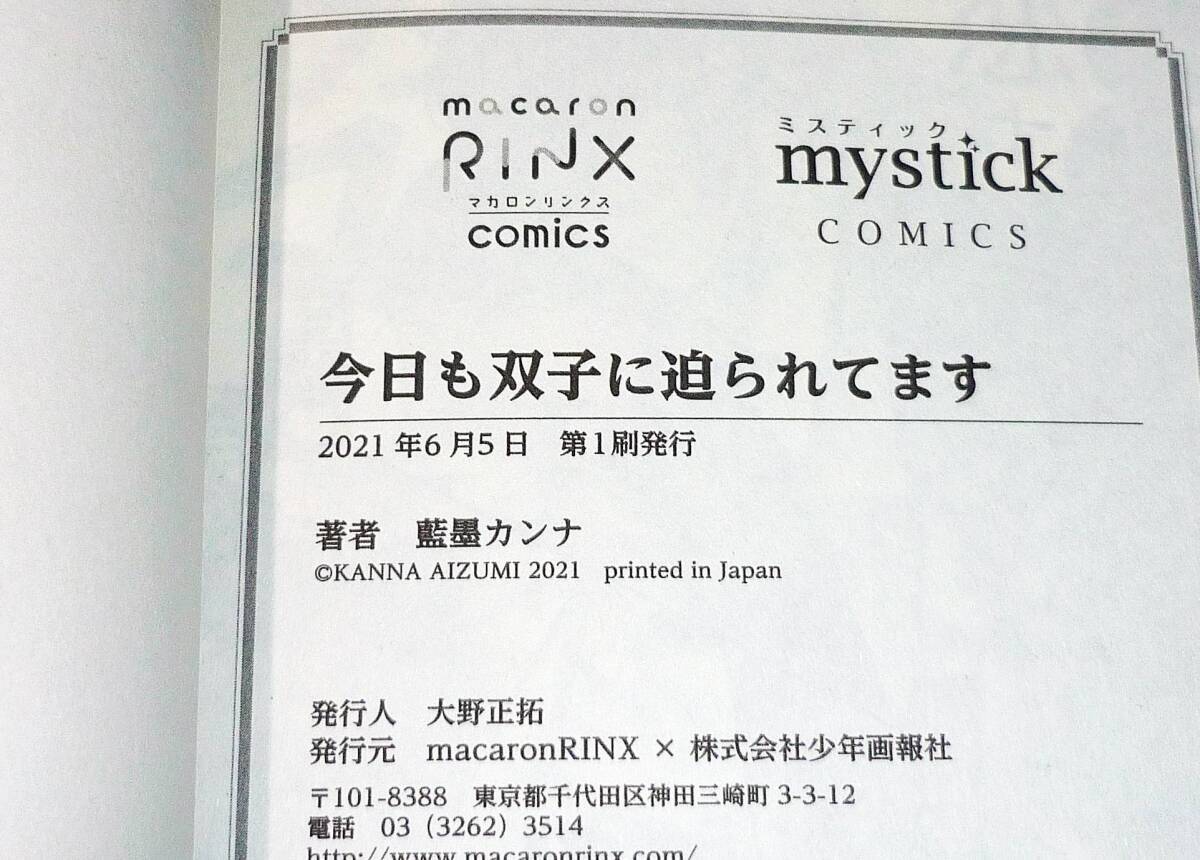 macaron
RINX
マカロンリンクス
comics
ミスティック
mystick
COMICS
今日も双子に迫られてます
2021年6月5日　第1刷発行
著者　藍墨カンナ
©KANNA AIZUMI 2021　printed in Japan
発行人　大野正拓
発行元　macaronRINX × 株式会社少年画報社
〒101-8388　東京都千代田区神田三崎町 3-3-12
電話　03（3262）3514
http://www.macaronrinx.com/